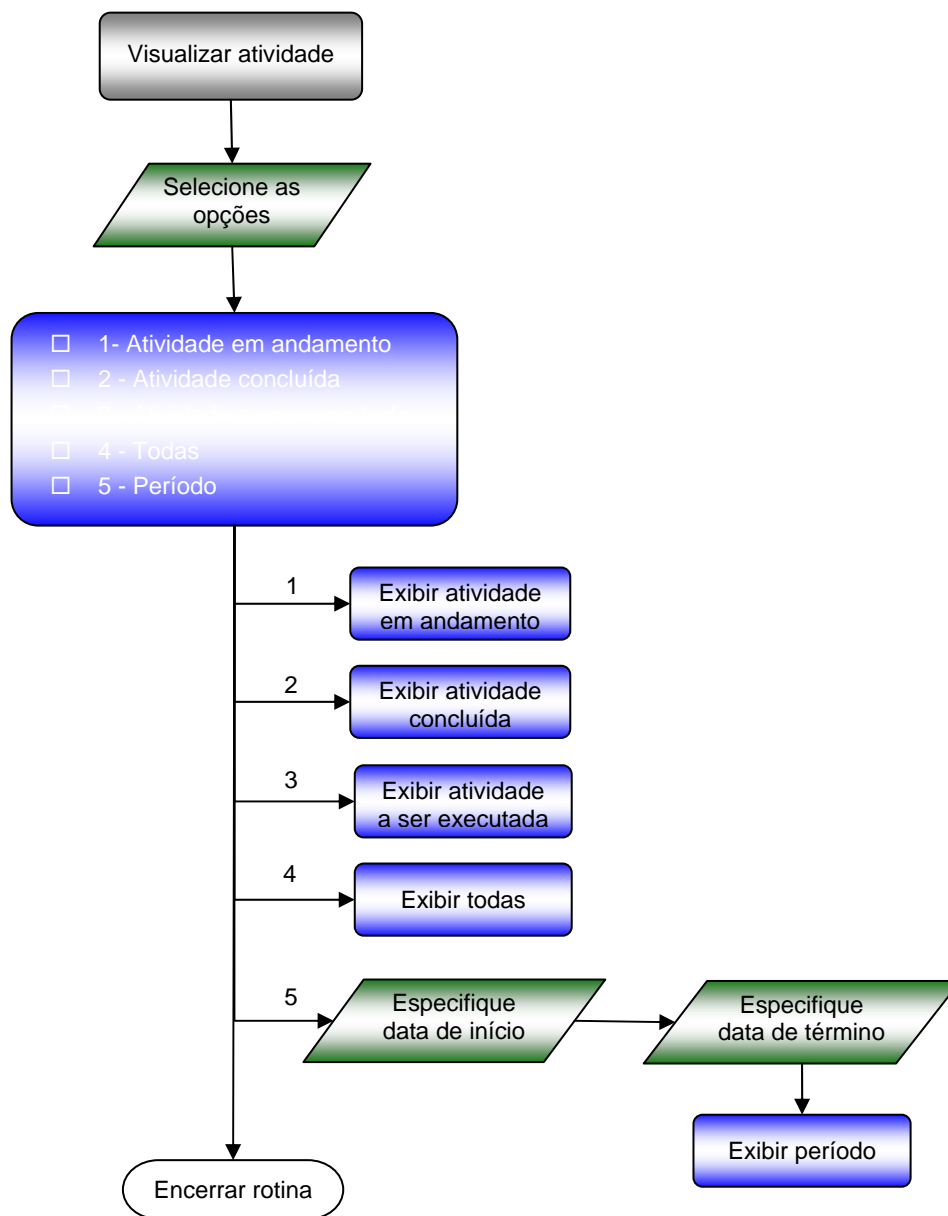 Visualizar atividade
Selecione as
opções
1- Atividade em andamento
2 - Atividade concluída
4 - Todas
5 - Período
1
Exibir atividade
em andamento
2
Exibir atividade
concluída
3
Exibir atividade
a ser executada
4
Exibir todas
5
Especifique
data de início
Especifique
data de término
Exibir período
Encerrar rotina